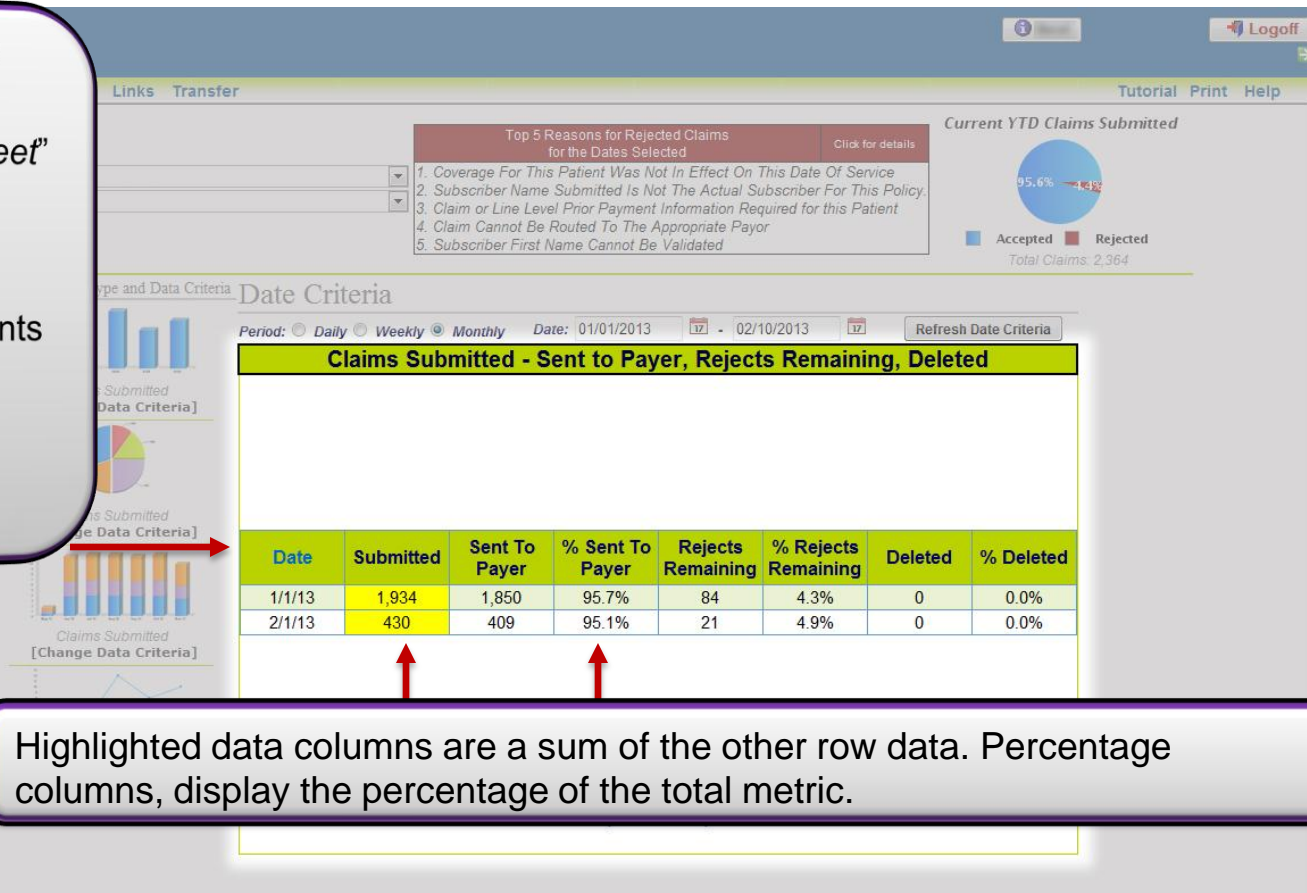 Logoff
Links Transfer
Tutorial Print Help
eet”
nts
Top 5 Reasons for Rejected Claims
for the Dates Selected
Click for details
1. Coverage For This Patient Was Not In Effect On This Date Of Service
2. Subscriber Name Submitted Is Not The Actual Subscriber For This Policy.
3. Claim or Line Level Prior Payment Information Required for this Patient
4. Claim Cannot Be Routed To The Appropriate Payor
5. Subscriber First Name Cannot Be Validated
Current YTD Claims Submitted
95.6% 4.4%
Accepted Rejected
Total Claims: 2,364
ype and Data Criteria
Date Criteria
Period: Daily Weekly Monthly Date: 01/01/2013 17 - 02/10/2013 17 Refresh Date Criteria
Submitted
Data Criteria]
s Submitted
ge Data Criteria]
Claims Submitted
[Change Data Criteria]
Claims Submitted - Sent to Payer, Rejects Remaining, Deleted
Date Submitted Sent To Payer % Sent To Payer Rejects Remaining % Rejects Remaining Deleted % Deleted
1/1/13 1,934 1,850 95.7% 84 4.3% 0 0.0%
2/1/13 430 409 95.1% 21 4.9% 0 0.0%
Highlighted data columns are a sum of the other row data. Percentage
columns, display the percentage of the total metric.